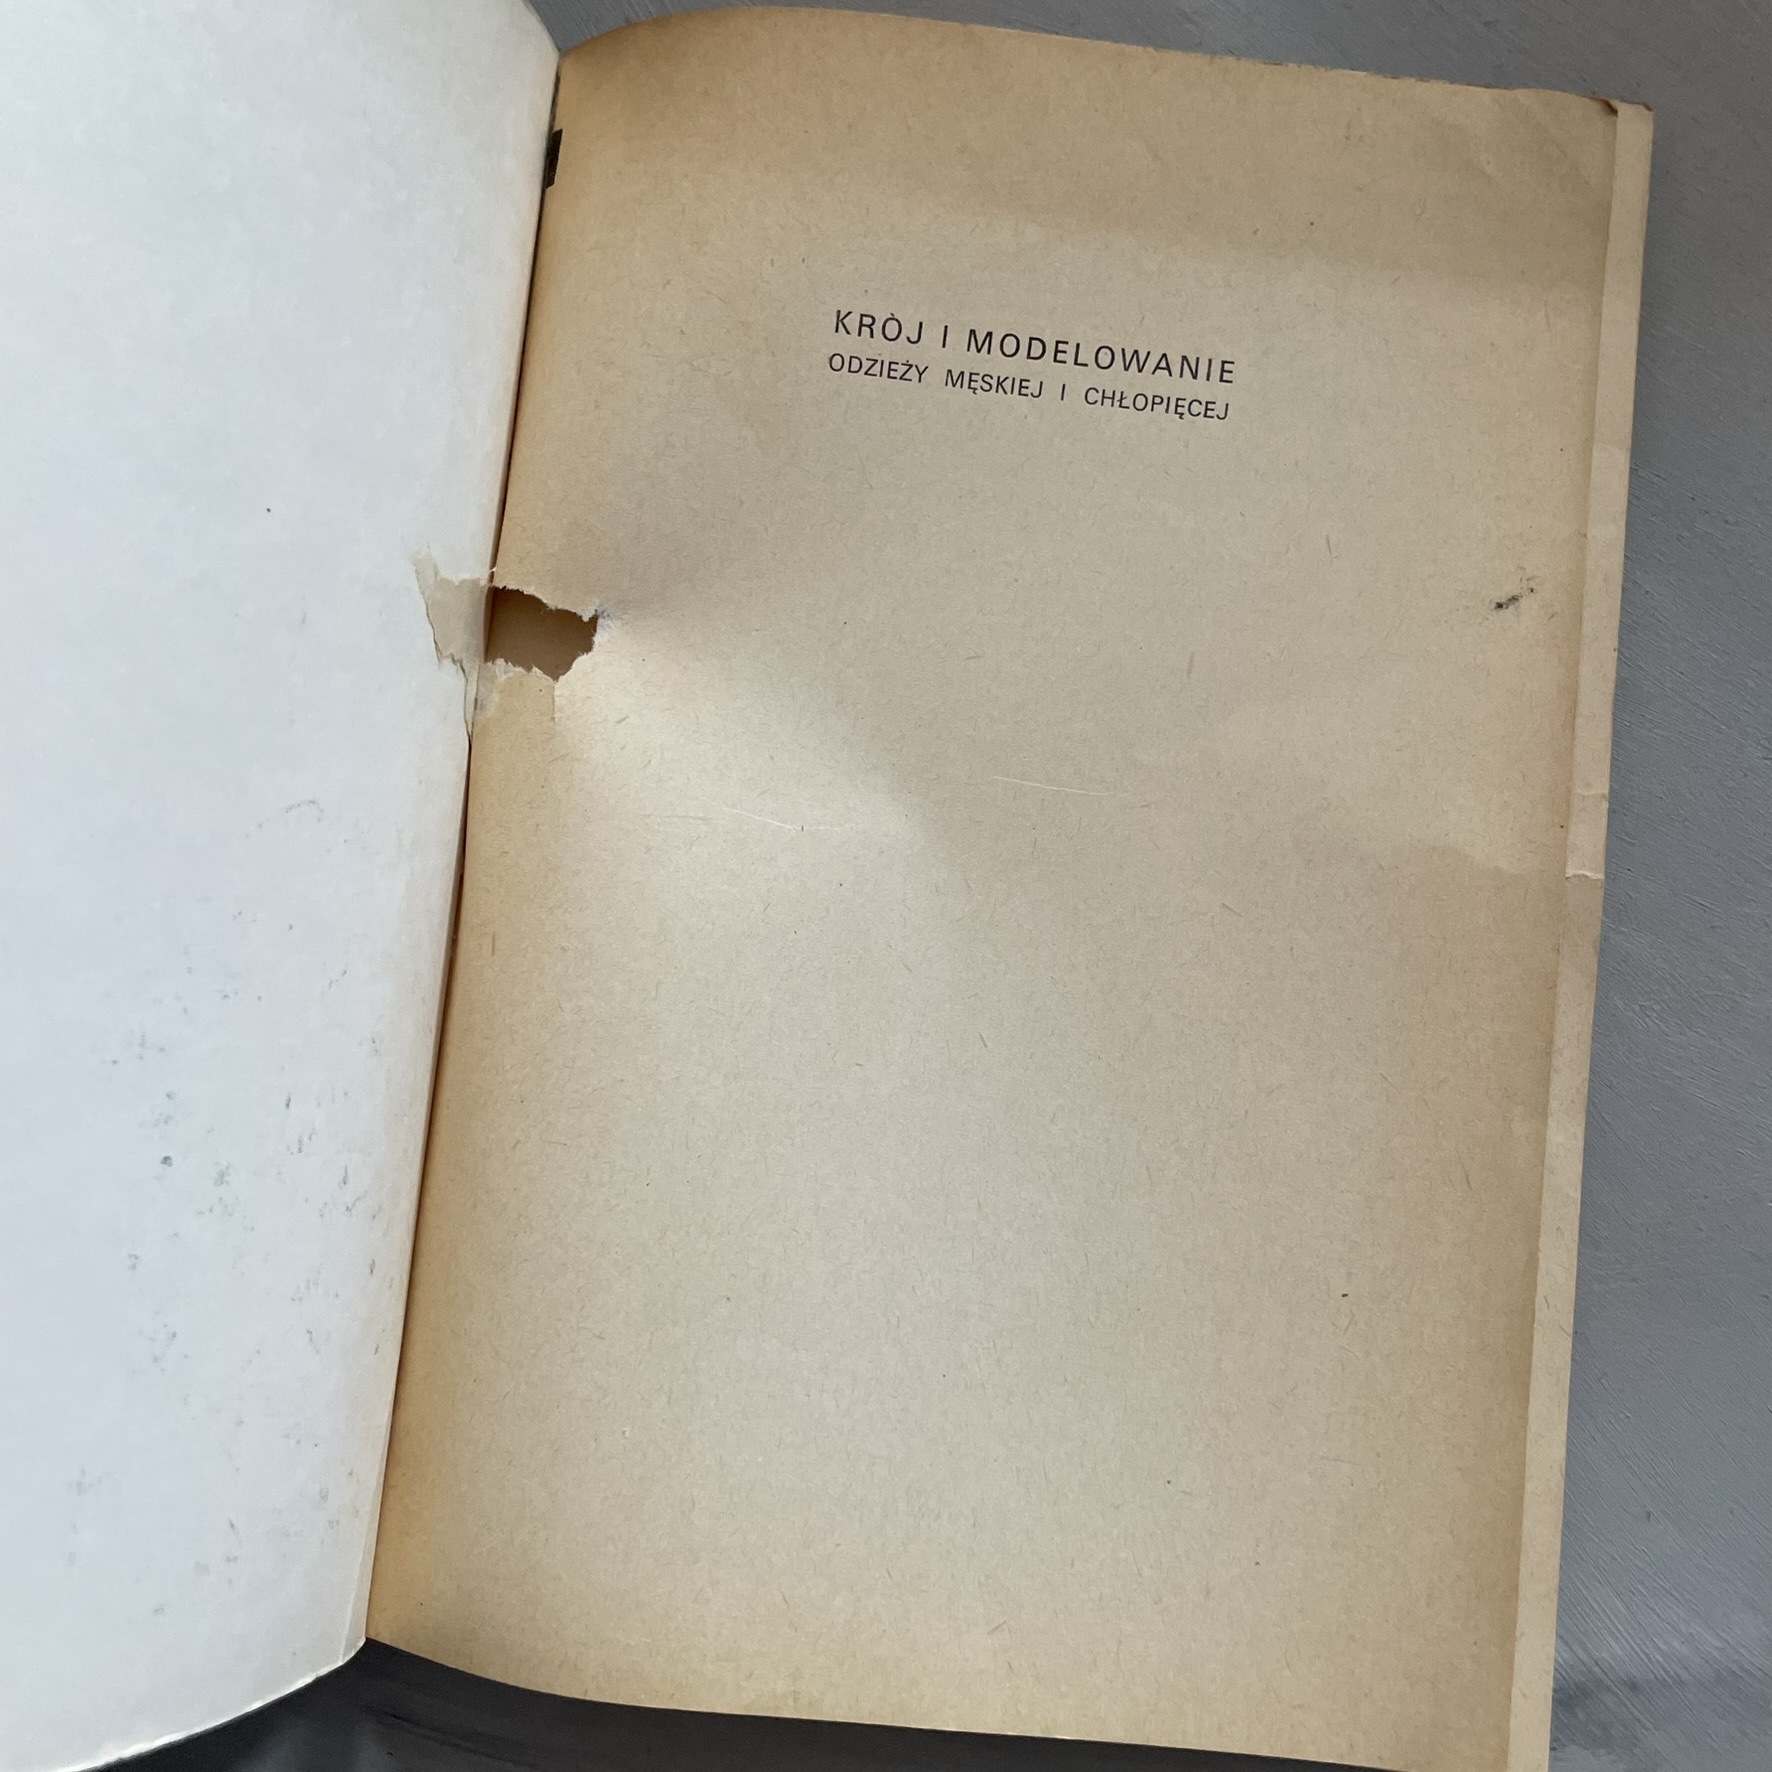 KRÒJ I MODELOWANIE
ODZIEŻY MĘSKIEJ I CHŁOPIĘCEJ